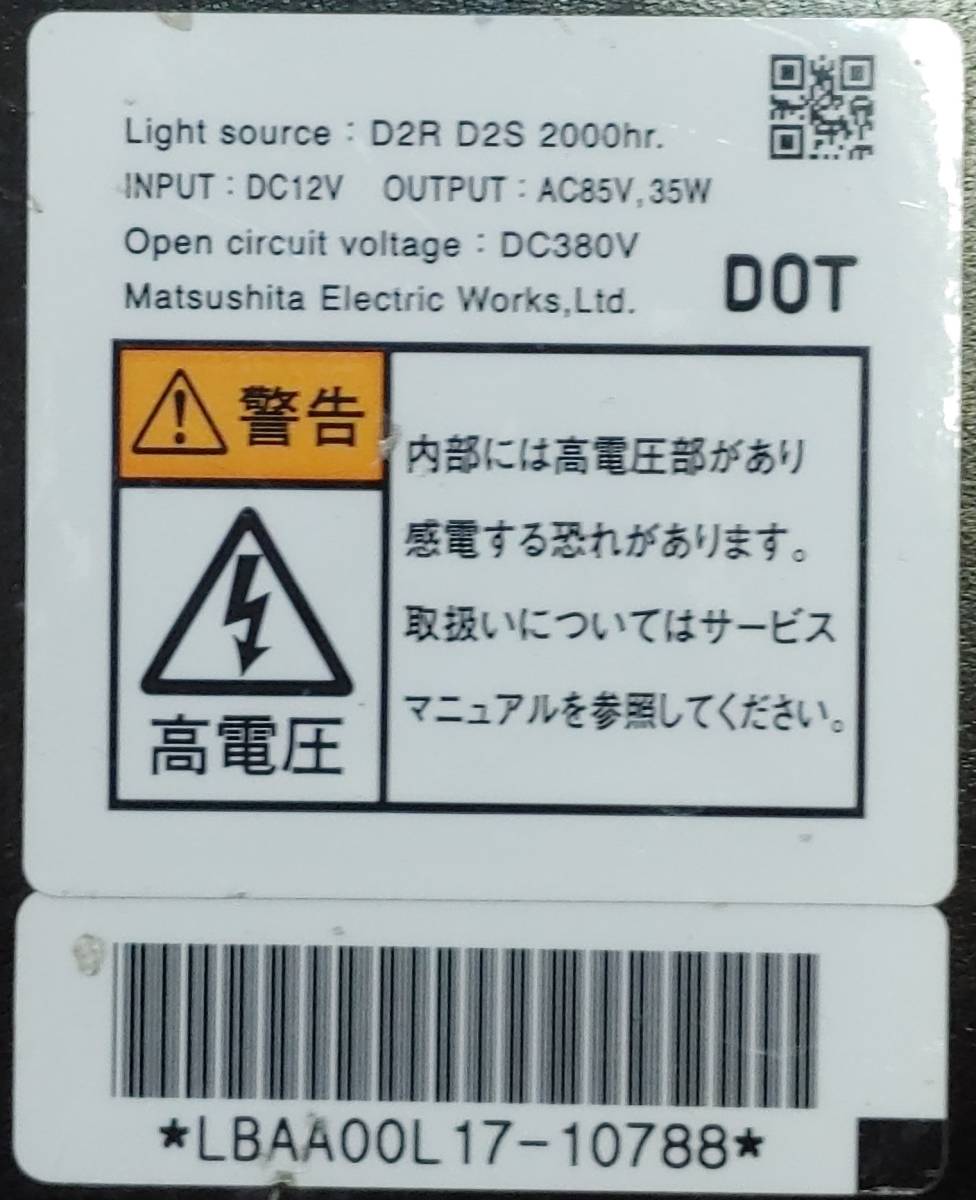 Light source : D2R D2S 2000hr.
INPUT : DC12V OUTPUT : AC85V,35W
Open circuit voltage : DC380V
Matsushita Electric Works,Ltd.
DOT
警告
高電圧
内部には高電圧部があり
感電する恐れがあります。
取扱いについてはサービス
マニュアルを参照してください。
*LBAA00L17-10788*